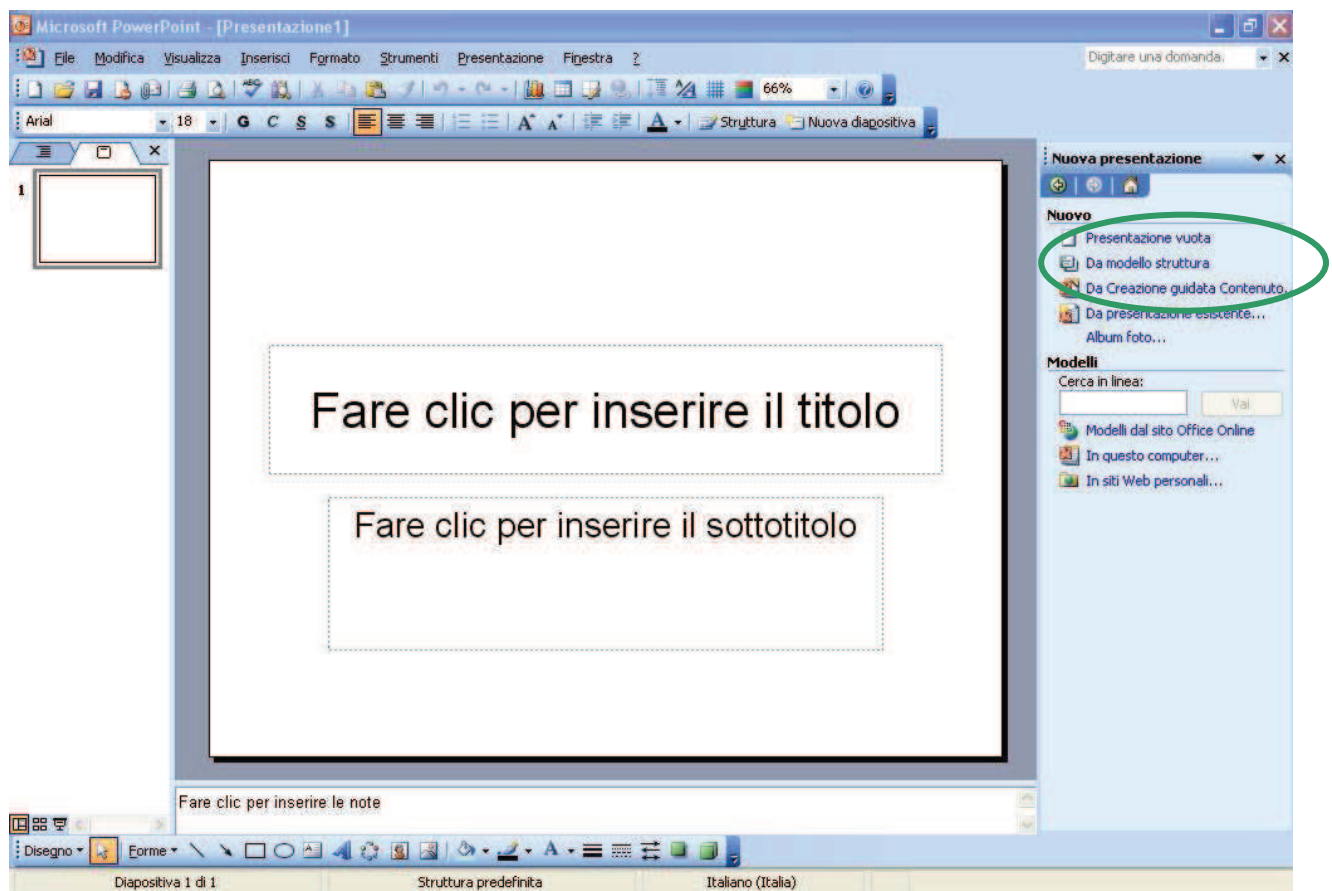 Microsoft PowerPoint - [Presentazione1]
File Modifica Visualizza Inserisci Formato Strumenti Presentazione Finestra ? Digitare una domanda.
66%
Arial 18 G C S S Struttura Nuova diapositiva
Nuova presentazione
1
Nuovo
Presentazione vuota
Da modello struttura
Da Creazione guidata Contenuto...
Da presentazione esistente...
Album foto...
Modelli
Cerca in linea:
Vai
Modelli dal sito Office Online
In questo computer...
In siti Web personali...
Fare clic per inserire il titolo
Fare clic per inserire il sottotitolo
Fare clic per inserire le note
Disegno Forme
Diapositiva 1 di 1 Struttura predefinita Italiano (Italia)